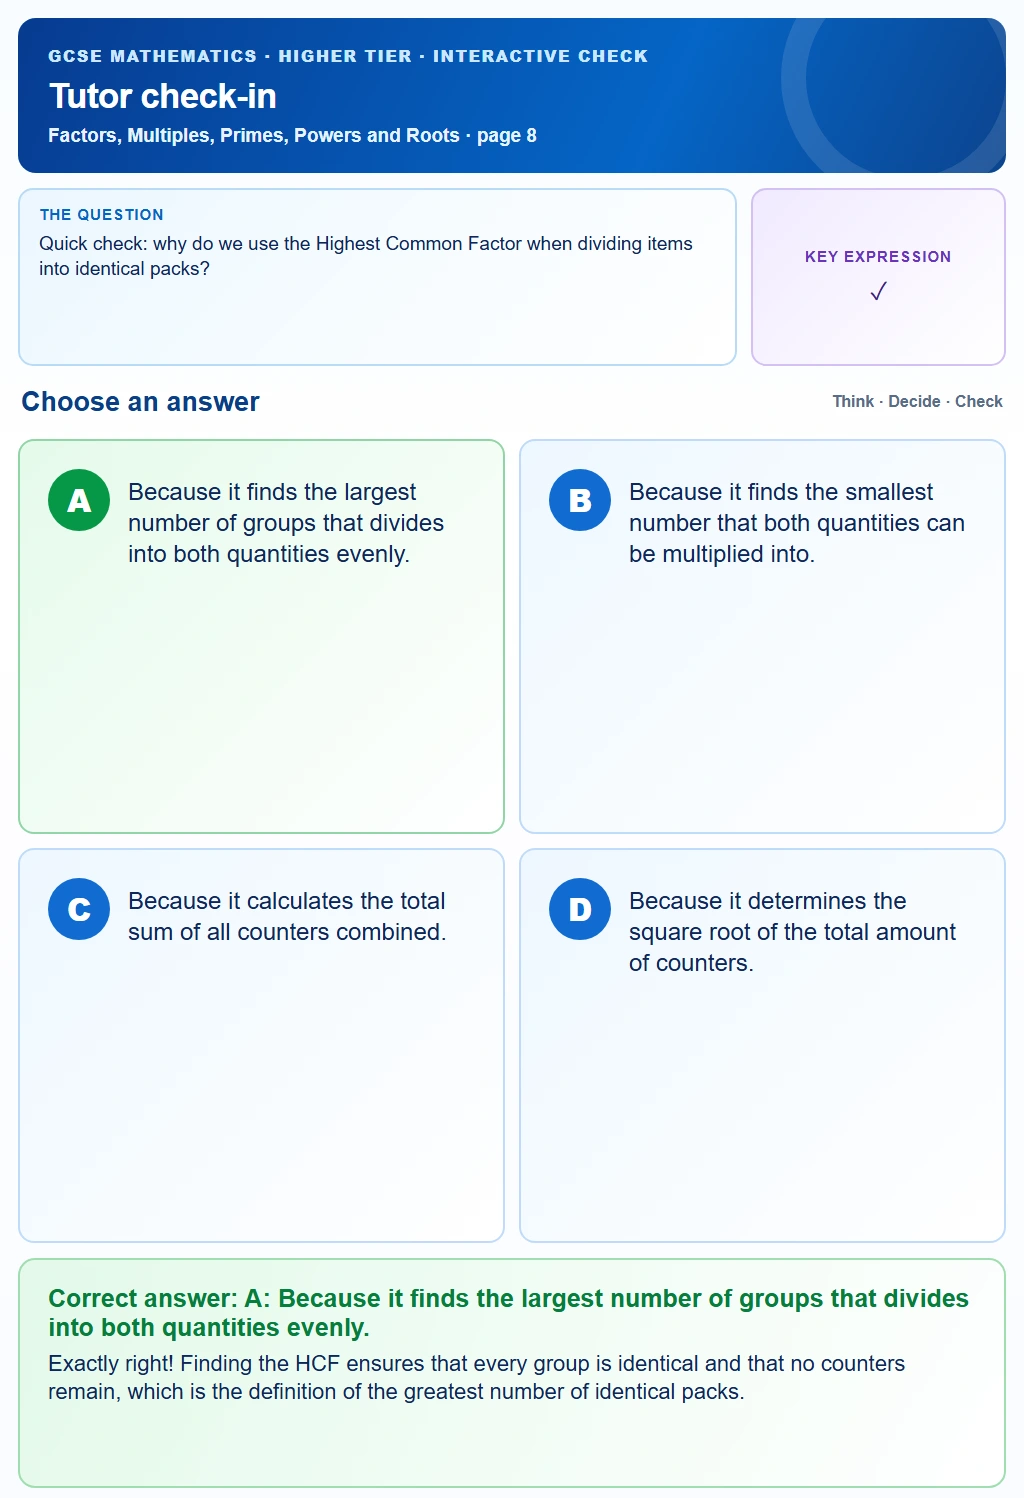 GCSE MATHEMATICS · HIGHER TIER · INTERACTIVE CHECK
Tutor check-in
Factors, Multiples, Primes, Powers and Roots · page 8
THE QUESTION
Quick check: why do we use the Highest Common Factor when dividing items
into identical packs?
KEY EXPRESSION
✓
Choose an answer
Think · Decide · Check
A
Because it finds the largest
number of groups that divides
into both quantities evenly.
B
Because it finds the smallest
number that both quantities can
be multiplied into.
C
Because it calculates the total
sum of all counters combined.
D
Because it determines the
square root of the total amount
of counters.
Correct answer: A: Because it finds the largest number of groups that divides
into both quantities evenly.
Exactly right! Finding the HCF ensures that every group is identical and that no counters
remain, which is the definition of the greatest number of identical packs.